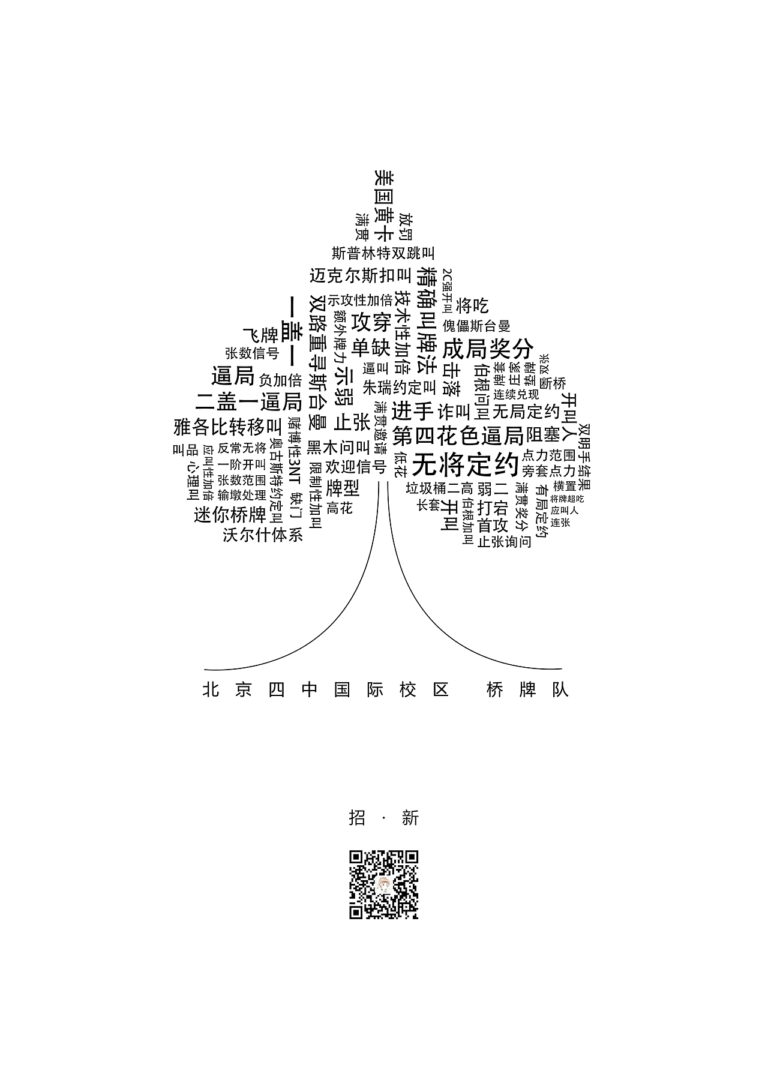 美国黄卡
满贯
放罚
斯普林特双跳叫
迈克尔斯扣叫
精确叫牌法
2C强开叫
将吃
一盖一
双路重寻斯台曼
示攻性加倍
技术性加倍
傀儡斯台曼
飞牌
额外牌力
攻穿
张数信号
单缺
成局奖分
逼叫
击落
伯根问叫
断桥
逼局
负加倍
示弱
朱瑞约定叫
连续兑现
二盖一逼局
满贯邀请
进手
诈叫
无局定约
开叫人
止张
雅各比转移叫
赌博性3NT
第四花色逼局
阻塞
双明手结果
黑木问叫
心理叫品
应叫性加倍
反常无将
一阶开叫
张数范围
输墩处理
奥古斯特约定叫
缺门
限制性加叫
欢迎信号
低花
无将定约
点力范围
旁套点力
牌型
高花
垃圾桶
二高
弱二
打宕
首攻
满贯奖分
有局定约
横置
将牌超吃
应叫人
连张
长套
开叫
伯根加叫
迷你桥牌
沃尔什体系
止张询问
北京四中国际校区 桥牌队
招·新